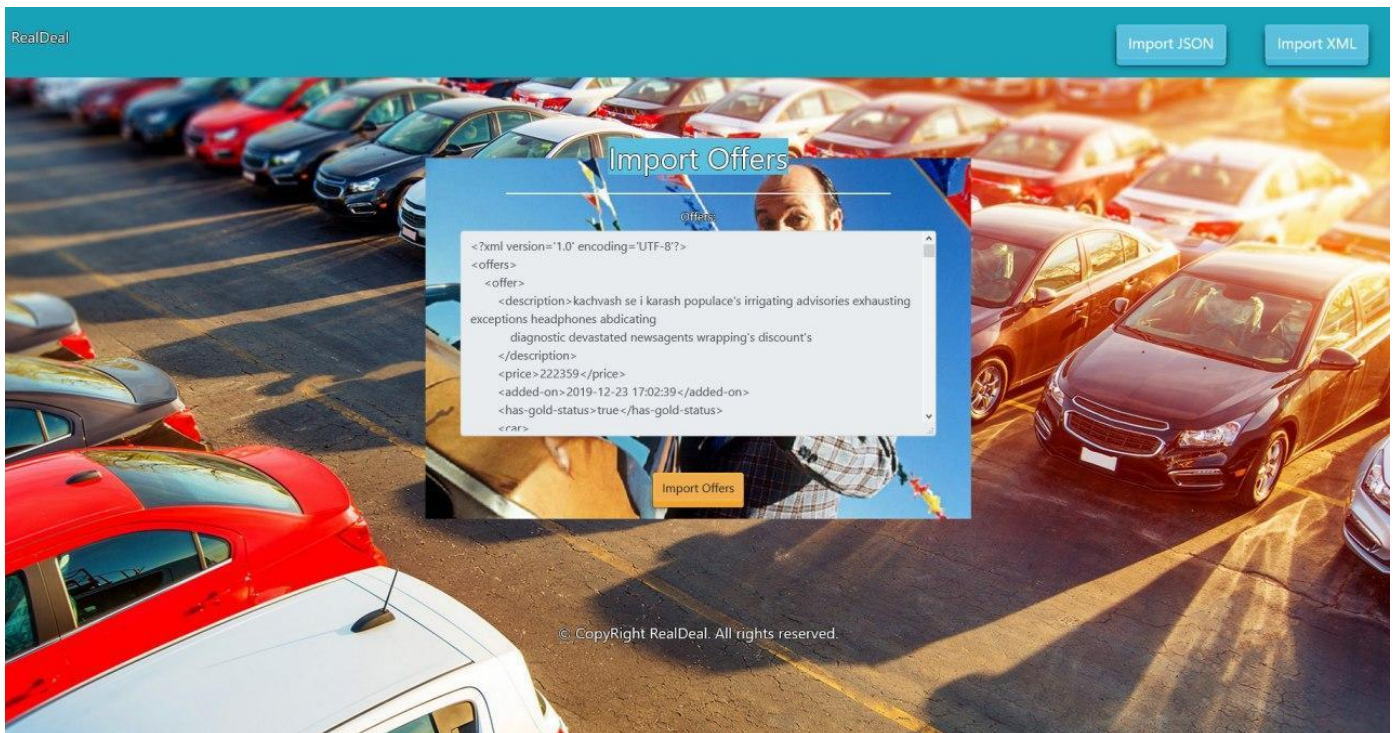 RealDeal
Import JSON
Import XML
Import Offers
Offers:
<?xml version='1.0' encoding='UTF-8'?>
<offers>
<offer>
<description>kachvash se i karash populace's irrigating advisories exhausting
exceptions headphones abdicating
diagnostic devastated newsagents wrapping's discount's
</description>
<price>222359</price>
<added-on>2019-12-23 17:02:39</added-on>
<has-gold-status>true</has-gold-status>
<car>
Import Offers
© CopyRight RealDeal. All rights reserved.